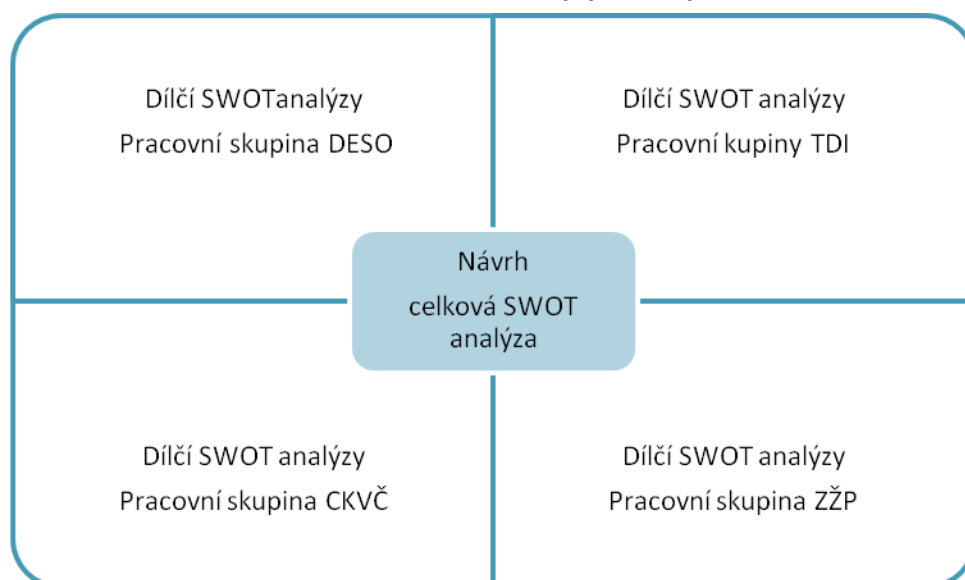 Dílčí SWOTanalýzy
Pracovní skupina DESO
Dílčí SWOT analýzy
Pracovní kupiny TDI
Návrh
celková SWOT
analýza
Dílčí SWOT analýzy
Pracovní skupina CKVČ
Dílčí SWOT analýzy
Pracovní skupina ZŽP